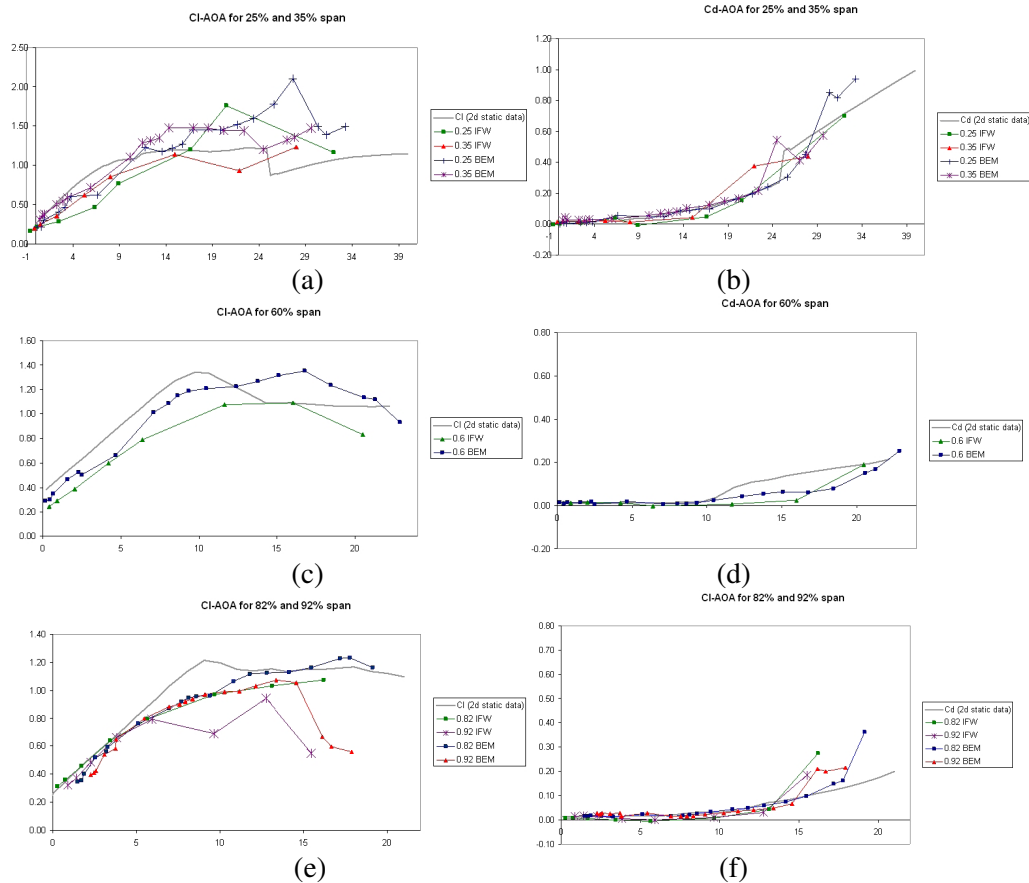 Cl-AOA for 25% and 35% span
2.50
2.00
1.50
1.00
0.50
0.00
-1 4 9 14 19 24 29 34 39
Cl (2d static data)
0.25 IFW
0.35 IFW
0.25 BEM
0.35 BEM
(a)
Cd-AOA for 25% and 35% span
1.20
1.00
0.80
0.60
0.40
0.20
0.00
-0.20
-1 4 9 14 19 24 29 34 39
Cd (2d static data)
0.25 IFW
0.35 IFW
0.25 BEM
0.35 BEM
(b)
Cl-AOA for 60% span
1.60
1.40
1.20
1.00
0.80
0.60
0.40
0.20
0.00
0 5 10 15 20
Cl (2d static data)
0.6 IFW
0.6 BEM
(c)
Cd-AOA for 60% span
0.80
0.60
0.40
0.20
0.00
-0.20
0 5 10 15 20
Cd (2d static data)
0.6 IFW
0.6 BEM
(d)
Cl-AOA for 82% and 92% span
1.40
1.20
1.00
0.80
0.60
0.40
0.20
0.00
0 5 10 15 20
Cl (2d static data)
0.82 IFW
0.92 IFW
0.82 BEM
0.92 BEM
(e)
Cl-AOA for 82% and 92% span
0.80
0.70
0.60
0.50
0.40
0.30
0.20
0.10
0.00
-0.10
0 5 10 15 20
Cd (2d static data)
0.82 IFW
0.92 IFW
0.82 BEM
0.92 BEM
(f)